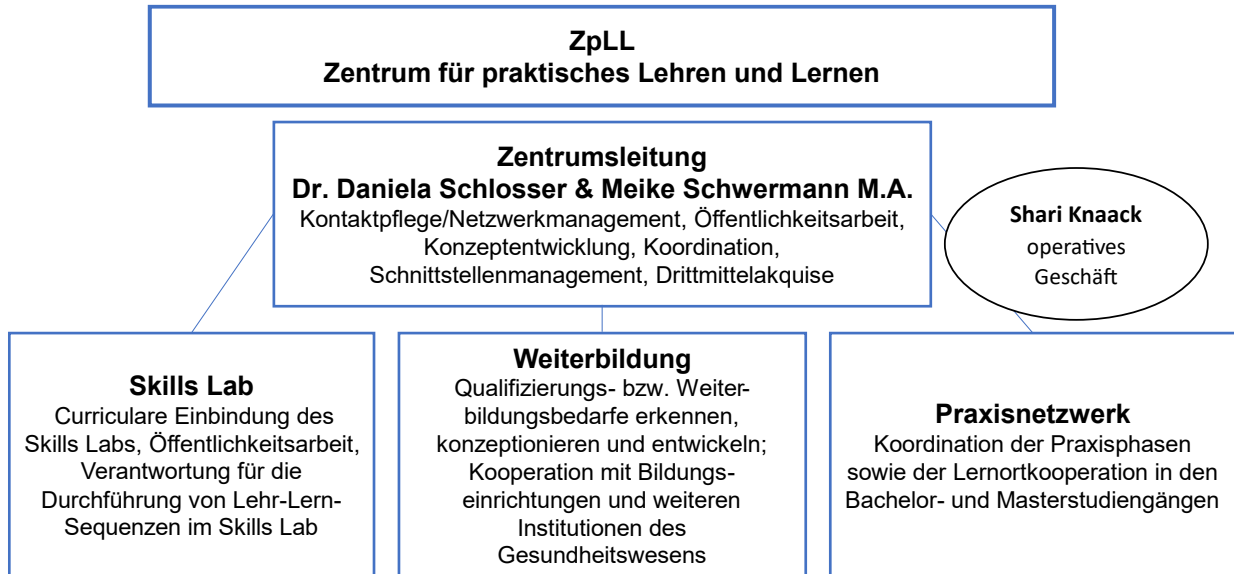 ZpLL
Zentrum für praktisches Lehren und Lernen
Zentrumsleitung
Dr. Daniela Schlosser & Meike Schwermann M.A.
Kontaktpflege/Netzwerkmanagement, Öffentlichkeitsarbeit,
Konzeptentwicklung, Koordination,
Schnittstellenmanagement, Drittmittelakquise
Shari Knaack
operatives
Geschäft
Skills Lab
Curriculare Einbindung des
Skills Labs, Öffentlichkeitsarbeit,
Verantwortung für die
Durchführung von Lehr-Lern-
Sequenzen im Skills Lab
Weiterbildung
Qualifizierungs- bzw. Weiter-
bildungsbedarfe erkennen,
konzeptionieren und entwickeln;
Kooperation mit Bildungs-
einrichtungen und weiteren
Institutionen des
Gesundheitswesens
Praxisnetzwerk
Koordination der Praxisphasen
sowie der Lernortkooperation in den
Bachelor- und Masterstudiengängen